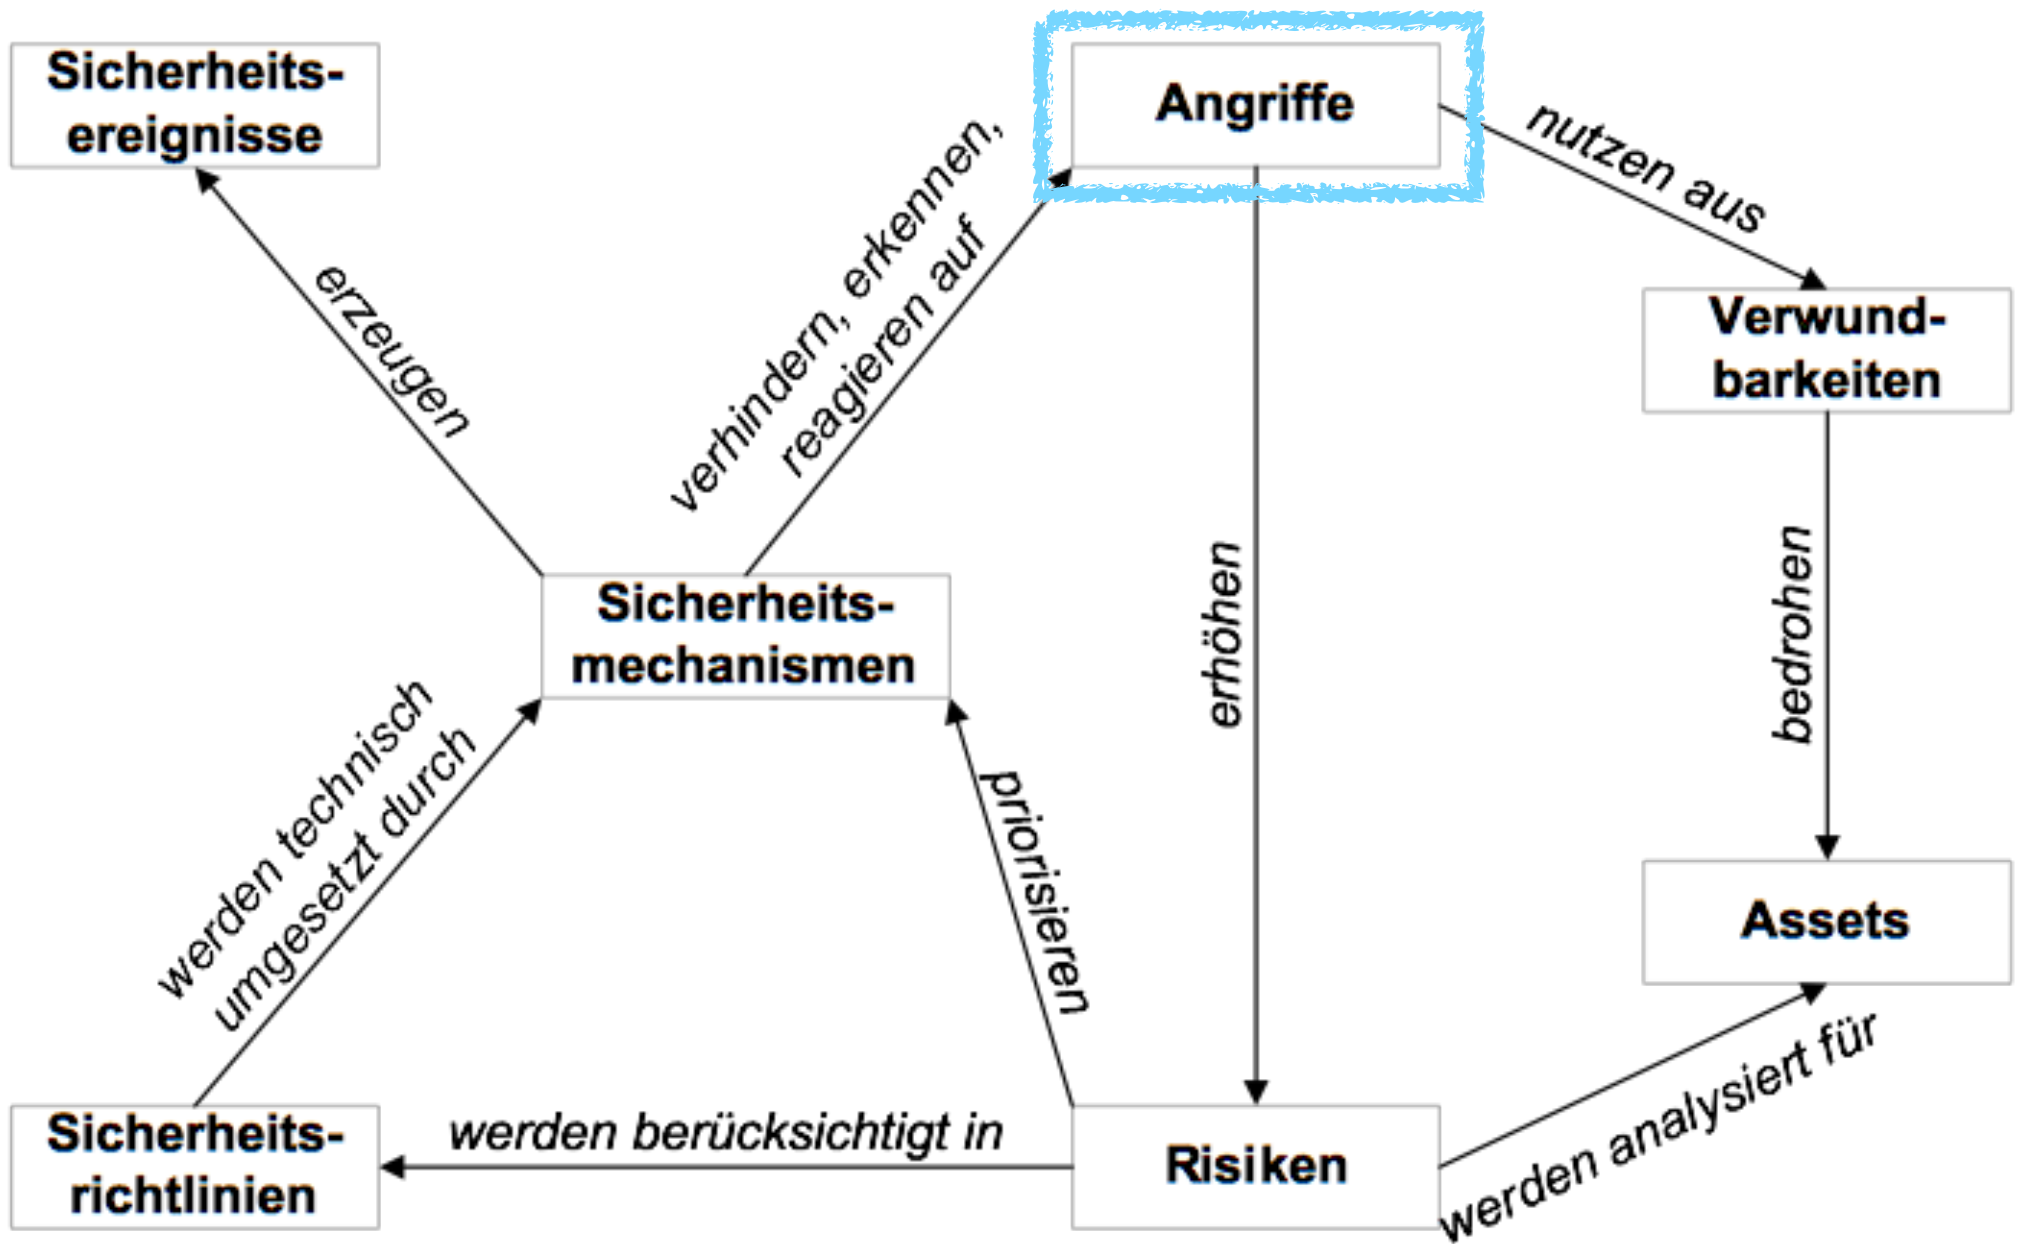 Sicherheits-
ereignisse
Angriffe
nutzen aus
verhindern, erkennen,
reagieren auf
erzeugen
Verwund-
barkeiten
Sicherheits-
mechanismen
erhöhen
bedrohen
werden technisch
umgesetzt durch
priorisieren
Assets
Sicherheits-
richtlinien
werden berücksichtigt in
Risiken
werden analysiert für